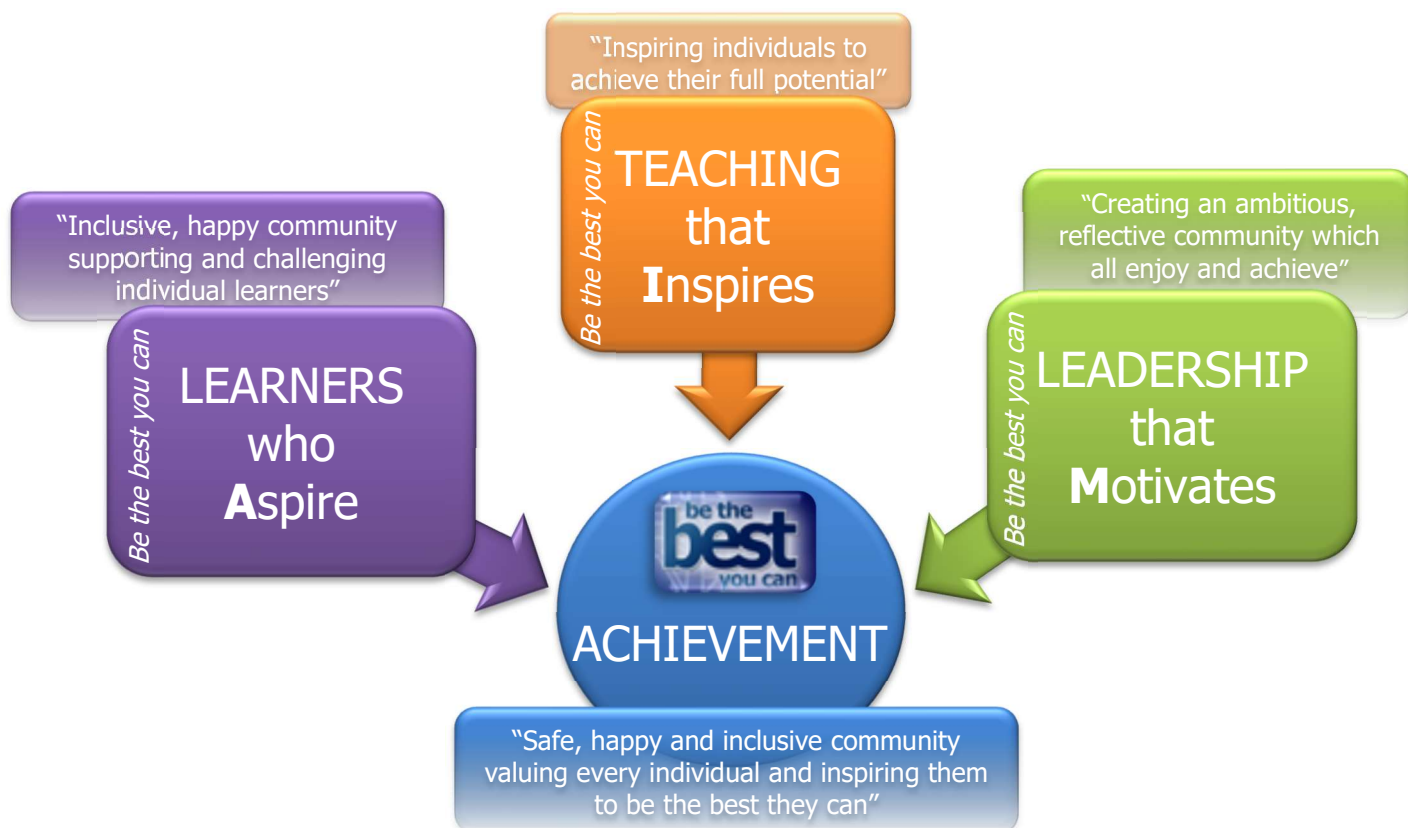 “Inspiring individuals to
achieve their full potential”
Be the best you can
TEACHING
that
Inspires
“Inclusive, happy community
supporting and challenging
individual learners”
Be the best you can
LEARNERS
who
Aspire
“Creating an ambitious,
reflective community which
all enjoy and achieve”
Be the best you can
LEADERSHIP
that
Motivates
be the
best
you can
ACHIEVEMENT
“Safe, happy and inclusive community
valuing every individual and inspiring them
to be the best they can”